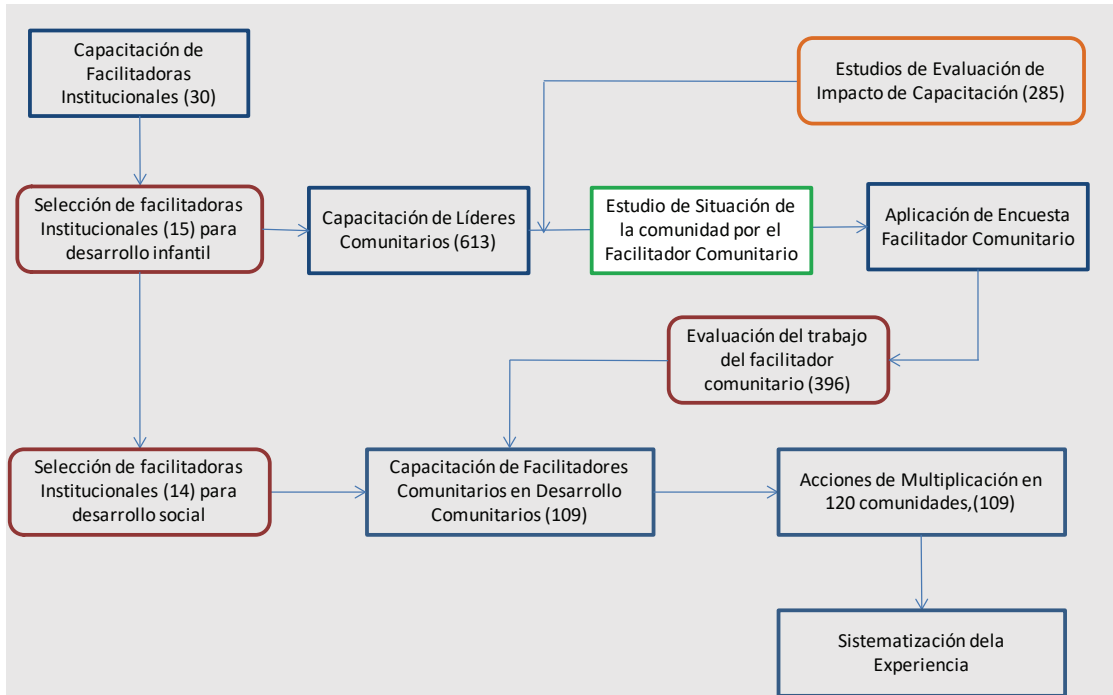 Capacitación de
Facilitadoras
Institucionales (30)
Estudios de Evaluación de
Impacto de Capacitación (285)
Selección de facilitadoras
Institucionales (15) para
desarrollo infantil
Capacitación de Líderes
Comunitarios (613)
Estudio de Situación de
la comunidad por el
Facilitador Comunitario
Aplicación de Encuesta
Facilitador Comunitario
Evaluación del trabajo
del facilitador
comunitario (396)
Selección de facilitadoras
Institucionales (14) para
desarrollo social
Capacitación de Facilitadores
Comunitarios en Desarrollo
Comunitarios (109)
Acciones de Multiplicación en
120 comunidades,(109)
Sistematización dela
Experiencia